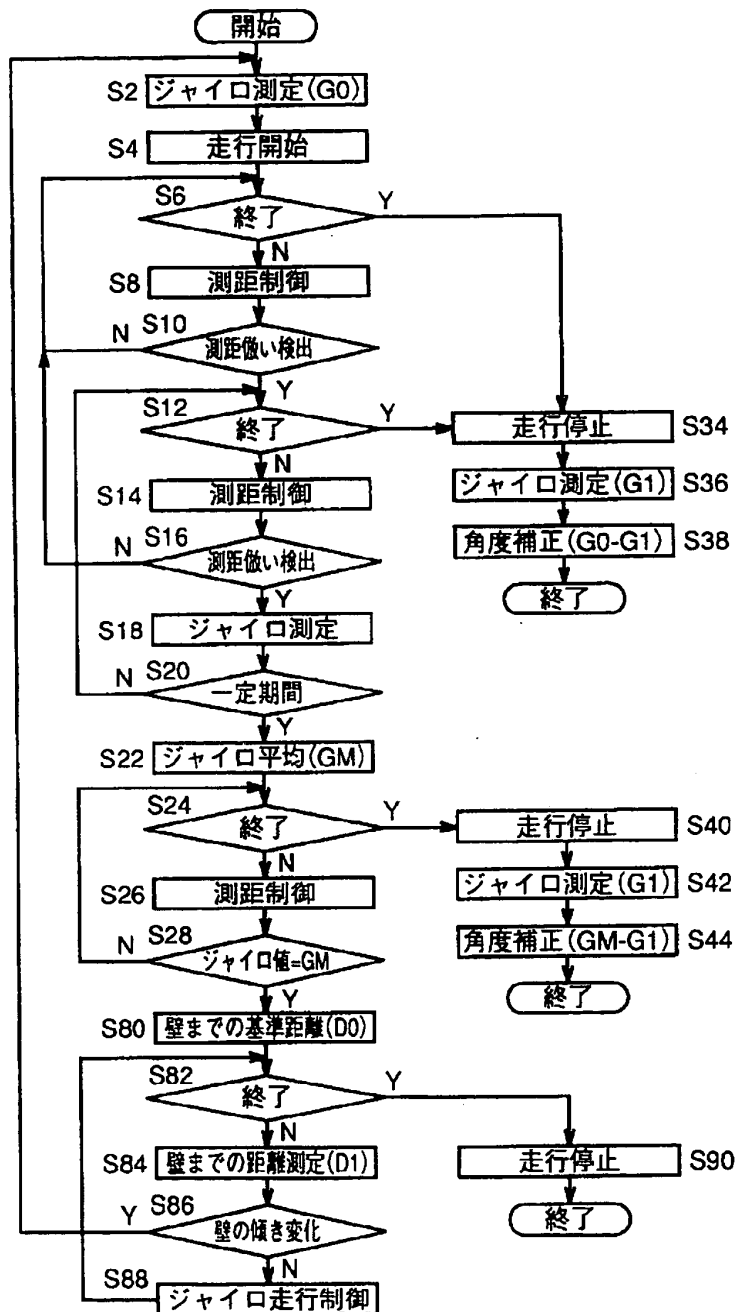 開始
S2 ジャイロ測定(G0)
S4 走行開始
S6 終了 Y
N
S8 測距制御
N S10 測距倣い検出
Y
S12 終了 Y 走行停止 S34
N
S14 測距制御 ジャイロ測定(G1) S36
N S16 測距倣い検出 角度補正(G0-G1) S38
Y 終了
S18 ジャイロ測定
N S20 一定期間
Y
S22 ジャイロ平均(GM)
S24 終了 Y 走行停止 S40
N
S26 測距制御 ジャイロ測定(G1) S42
N S28 ジャイロ値=GM 角度補正(GM-G1) S44
Y 終了
S80 壁までの基準距離(D0)
S82 終了 Y
N
S84 壁までの距離測定(D1) 走行停止 S90
Y S86 壁の傾き変化 終了
N
S88 ジャイロ走行制御